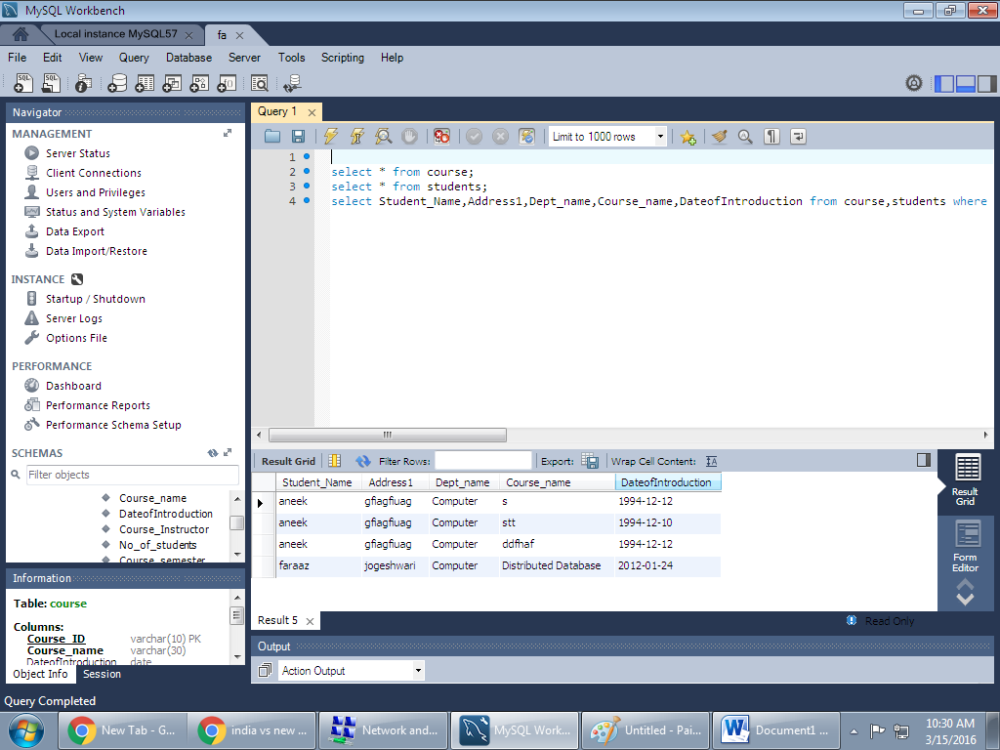 MySQL Workbench
Local instance MySQL57
fa
File Edit View Query Database Server Tools Scripting Help
Navigator
MANAGEMENT
Server Status
Client Connections
Users and Privileges
Status and System Variables
Data Export
Data Import/Restore
INSTANCE
Startup / Shutdown
Server Logs
Options File
PERFORMANCE
Dashboard
Performance Reports
Performance Schema Setup
SCHEMAS
Filter objects
Course_name
DateofIntroduction
Course_Instructor
No_of_students
Course_semester
Information
Table: course
Columns:
Course_ID varchar(10) PK
Course_name varchar(30)
DateofIntroduction date
Object Info Session
Query 1
Limit to 1000 rows
1
2 select * from course;
3 select * from students;
4 select Student_Name,Address1,Dept_name,Course_name,DateofIntroduction from course,students where
Result Grid Filter Rows: Export: Wrap Cell Content:
Student_Name Address1 Dept_name Course_name DateofIntroduction
aneek gfiagfuag Computer s 1994-12-12
aneek gfiagfuag Computer stt 1994-12-10
aneek gfiagfuag Computer ddfhaf 1994-12-12
faraaz jogeshwari Computer Distributed Database 2012-01-24
Result Grid
Form Editor
Result 5
Read Only
Output
Action Output
Query Completed
New Tab - G...
india vs new ...
Network and...
MySQL Work...
Untitled - Pai...
Document1 ...
10:30 AM
3/15/2016